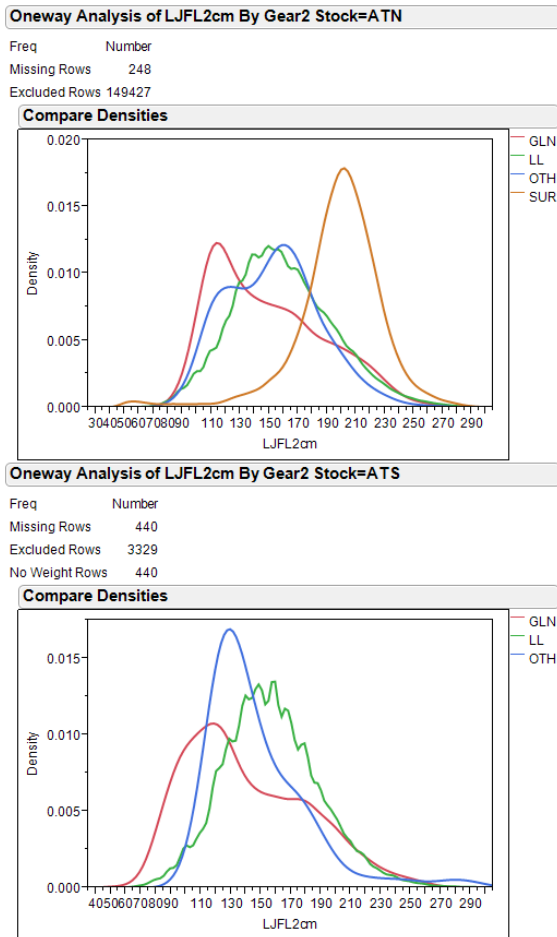 Oneway Analysis of LJFL2cm By Gear2 Stock=ATN
Freq Number
Missing Rows 248
Excluded Rows 149427
Compare Densities
GLN
LL
OTH
SUR
0.020
0.015
0.010
0.005
0.000
Density
30405060708090 110 130 150 170 190 210 230 250 270 290
LJFL2cm
Oneway Analysis of LJFL2cm By Gear2 Stock=ATS
Freq Number
Missing Rows 440
Excluded Rows 3329
No Weight Rows 440
Compare Densities
GLN
LL
OTH
0.015
0.010
0.005
0.000
Density
405060708090 110 130 150 170 190 210 230 250 270 290
LJFL2cm